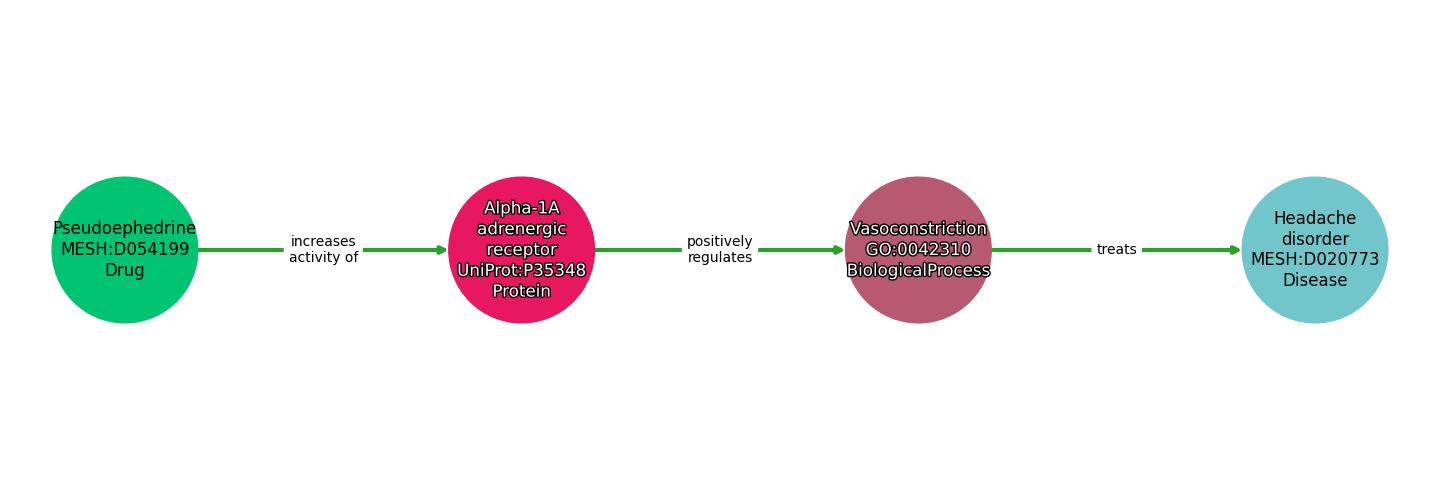 Pseudoephedrine
MESH:D054199
Drug
increases
activity of
Alpha-1A
adrenergic
receptor
UniProt:P35348
Protein
positively
regulates
Vasoconstriction
GO:0042310
BiologicalProcess
treats
Headache
disorder
MESH:D020773
Disease